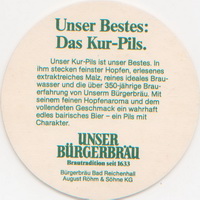 Unser Bestes:
Das Kur-Pils.
Unser Kur-Pils ist unser Bestes. In
ihm stecken feinster Hopfen, erlesenes
extraktreiches Malz, reines ideales Brau-
wasser und die über 350-jährige Brau-
erfahrung von Unserm Bürgerbräu. Mit
seinem feinen Hopfenaroma und dem
vollendeten Geschmack ein wahrhaft
edles bairisches Bier – ein Pils mit
Charakter.
UNSER
BÜRGERBRÄU
Brautradition seit 1633
Bürgerbräu Bad Reichenhall
August Röhm & Söhne KG